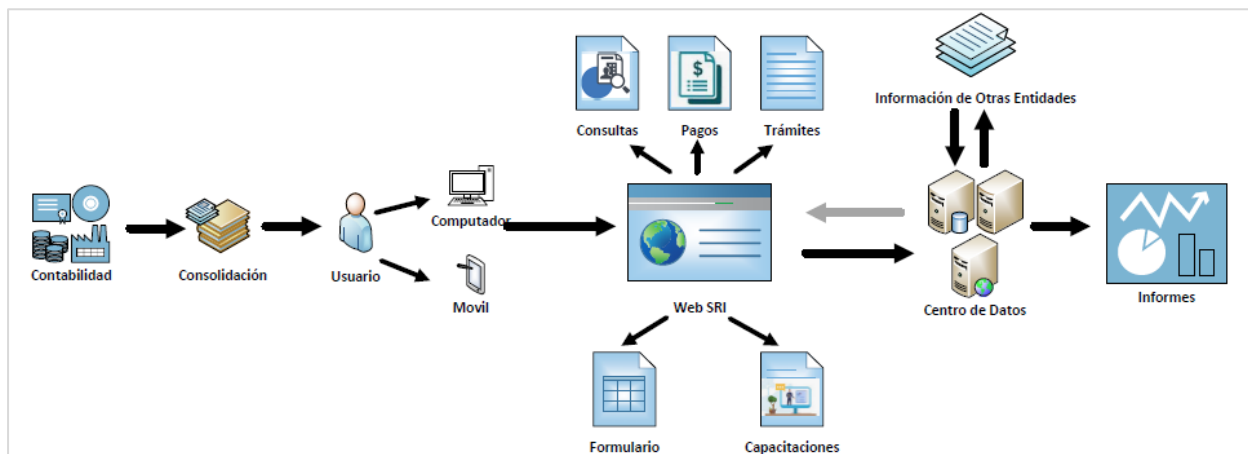 Consultas
Pagos
Trámites
Información de Otras Entidades
Contabilidad
Consolidación
Usuario
Computador
Movil
Web SRI
Centro de Datos
Informes
Formulario
Capacitaciones